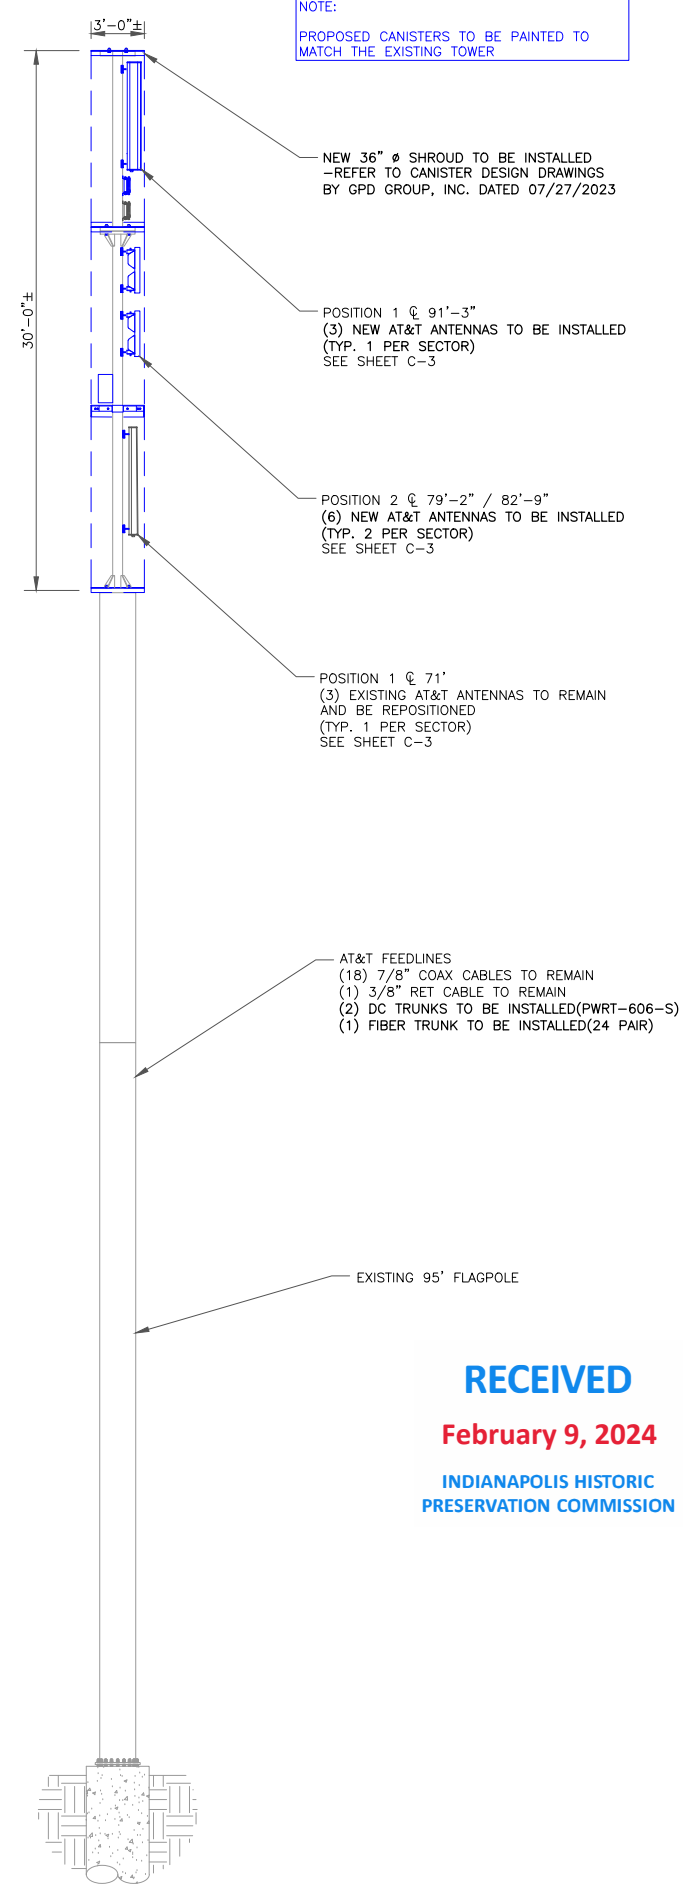 NOTE:
PROPOSED CANISTERS TO BE PAINTED TO
MATCH THE EXISTING TOWER
3'-0"±
30'-0"±
NEW 36" ø SHROUD TO BE INSTALLED
-REFER TO CANISTER DESIGN DRAWINGS
BY GPD GROUP, INC. DATED 07/27/2023
POSITION 1 ℄ 91'-3"
(3) NEW AT&T ANTENNAS TO BE INSTALLED
(TYP. 1 PER SECTOR)
SEE SHEET C-3
POSITION 2 ℄ 79'-2" / 82'-9"
(6) NEW AT&T ANTENNAS TO BE INSTALLED
(TYP. 2 PER SECTOR)
SEE SHEET C-3
POSITION 1 ℄ 71'
(3) EXISTING AT&T ANTENNAS TO REMAIN
AND BE REPOSITIONED
(TYP. 1 PER SECTOR)
SEE SHEET C-3
AT&T FEEDLINES
(18) 7/8" COAX CABLES TO REMAIN
(1) 3/8" RET CABLE TO REMAIN
(2) DC TRUNKS TO BE INSTALLED(PWRT-606-S)
(1) FIBER TRUNK TO BE INSTALLED(24 PAIR)
EXISTING 95' FLAGPOLE
RECEIVED
February 9, 2024
INDIANAPOLIS HISTORIC
PRESERVATION COMMISSION